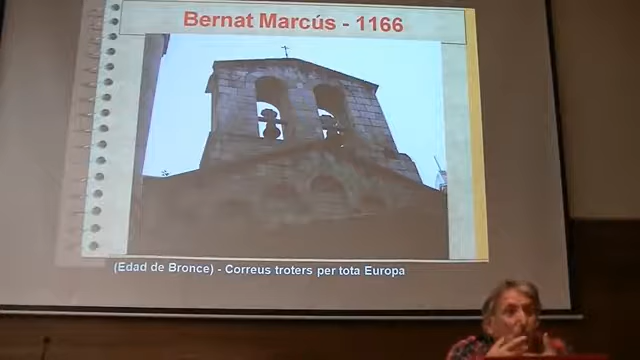 Bernat Marcús - 1166
(Edad de Bronce) - Correus troters per tota Europa